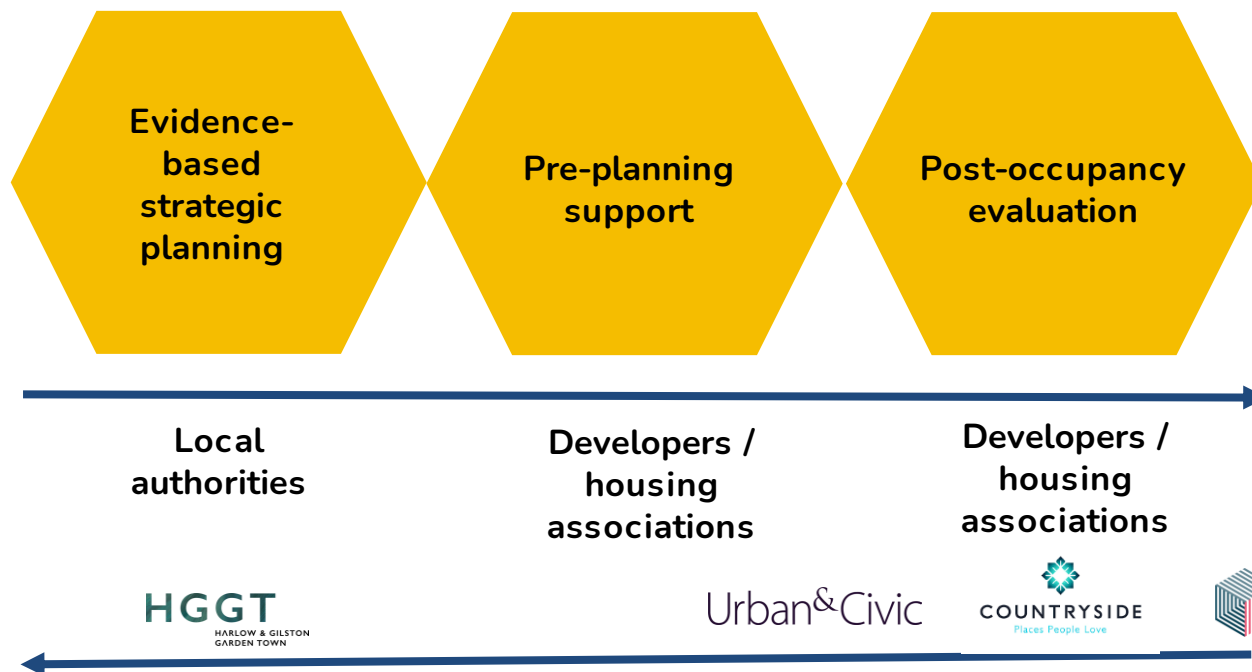 Evidence-
based
strategic
planning
Pre-planning
support
Post-occupancy
evaluation
Local
authorities
Developers /
housing
associations
Developers /
housing
associations
HGGT
HARLOW & GILSTON
GARDEN TOWN
Urban&Civic
COUNTRYSIDE
Places People Love